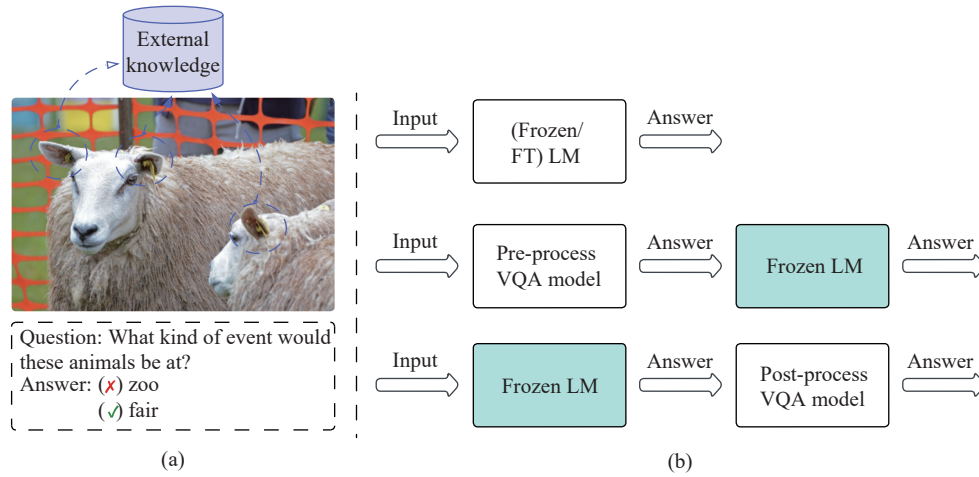 External
knowledge
Question: What kind of event would
these animals be at?
Answer: (✗) zoo
(✓) fair
(a)
Input
(Frozen/
FT) LM
Answer
Input
Pre-process
VQA model
Answer
Frozen LM
Answer
Input
Frozen LM
Answer
Post-process
VQA model
Answer
(b)